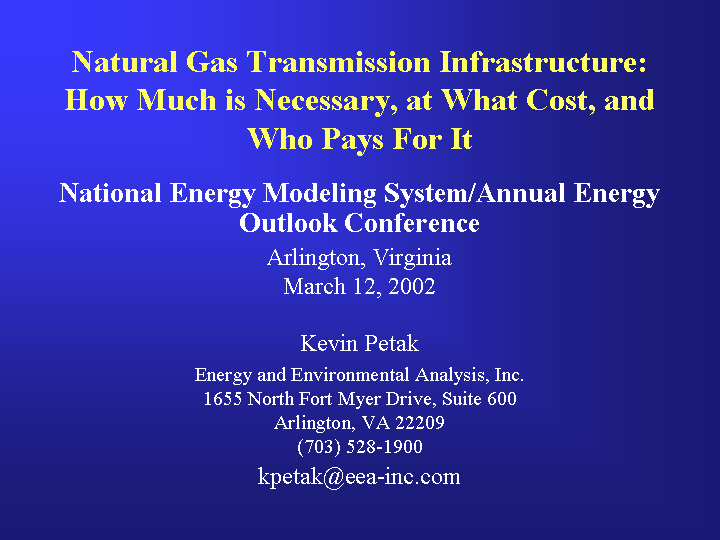 Natural Gas Transmission Infrastructure:
How Much is Necessary, at What Cost, and
Who Pays For It
National Energy Modeling System/Annual Energy
Outlook Conference
Arlington, Virginia
March 12, 2002
Kevin Petak
Energy and Environmental Analysis, Inc.
1655 North Fort Myer Drive, Suite 600
Arlington, VA 22209
(703) 528-1900
kpetak@eea-inc.com